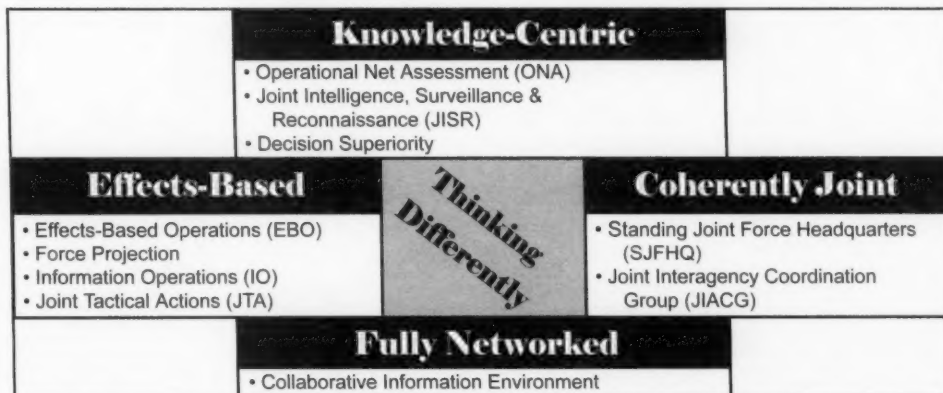 Knowledge-Centric
• Operational Net Assessment (ONA)
• Joint Intelligence, Surveillance &
Reconnaissance (JISR)
• Decision Superiority
Effects-Based
• Effects-Based Operations (EBO)
• Force Projection
• Information Operations (IO)
• Joint Tactical Actions (JTA)
Thinking
Differently
Coherently Joint
• Standing Joint Force Headquarters
(SJFHQ)
• Joint Interagency Coordination
Group (JIACG)
Fully Networked
• Collaborative Information Environment